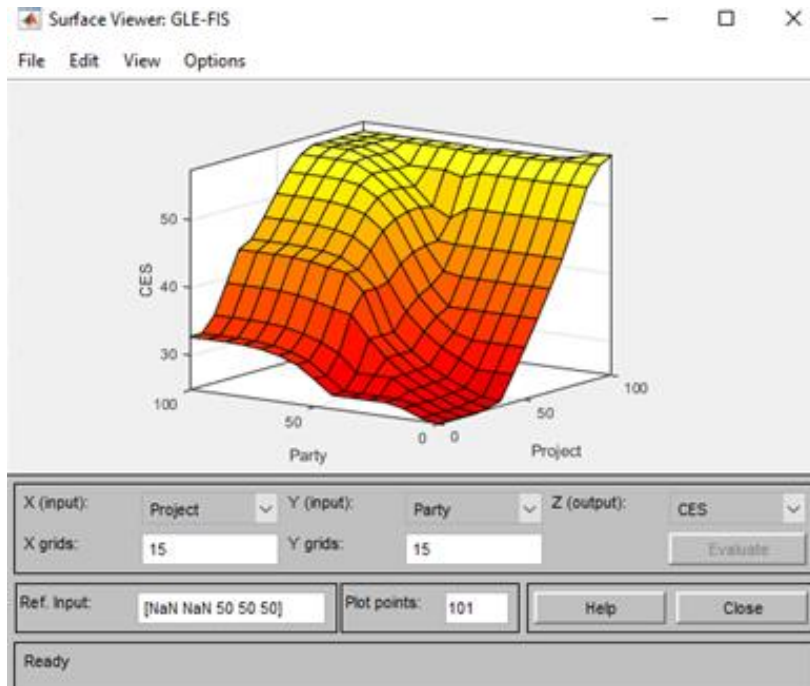 Surface Viewer: GLE-FIS
File Edit View Options
50
40
30
CES
100
50
0
Party
0
50
100
Project
X (input): Project Y (input): Party Z (output): CES
X grids: 15 Y grids: 15 Evaluate
Ref. Input: [NaN NaN 50 50 50] Plot points: 101 Help Close
Ready